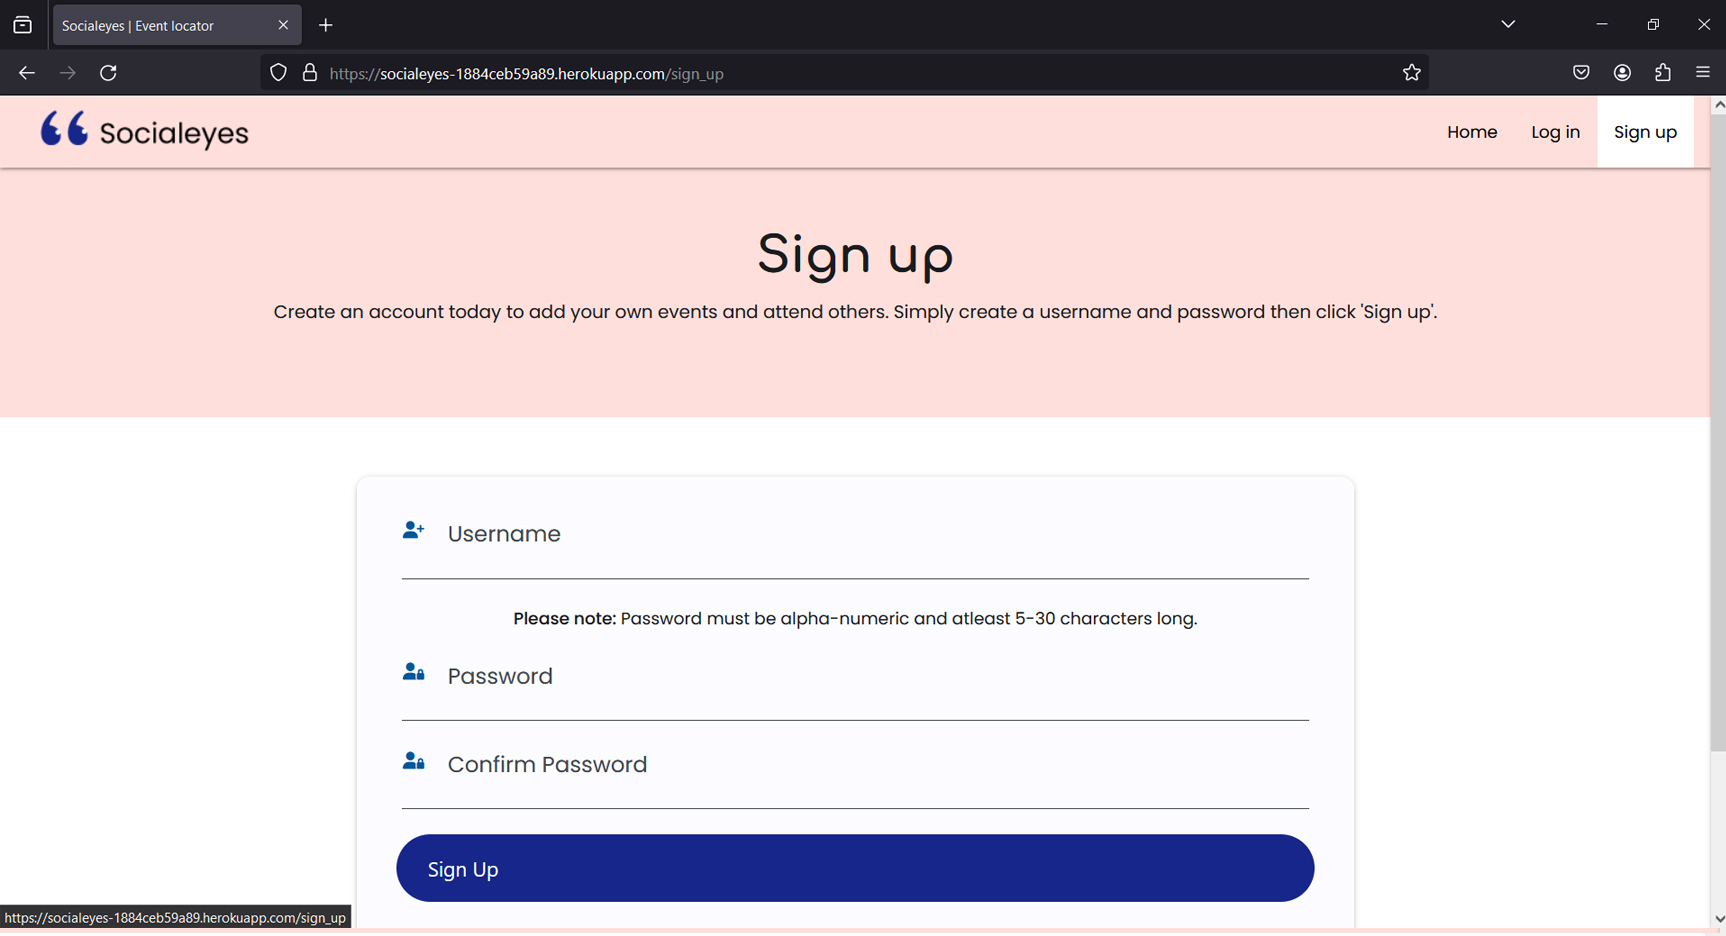 Socialeyes | Event locator
https://socialeyes-1884ceb59a89.herokuapp.com/sign_up
Socialeyes
Home
Log in
Sign up
Sign up
Create an account today to add your own events and attend others. Simply create a username and password then click 'Sign up'.
Username
Please note: Password must be alpha-numeric and atleast 5-30 characters long.
Password
Confirm Password
Sign Up
https://socialeyes-1884ceb59a89.herokuapp.com/sign_up